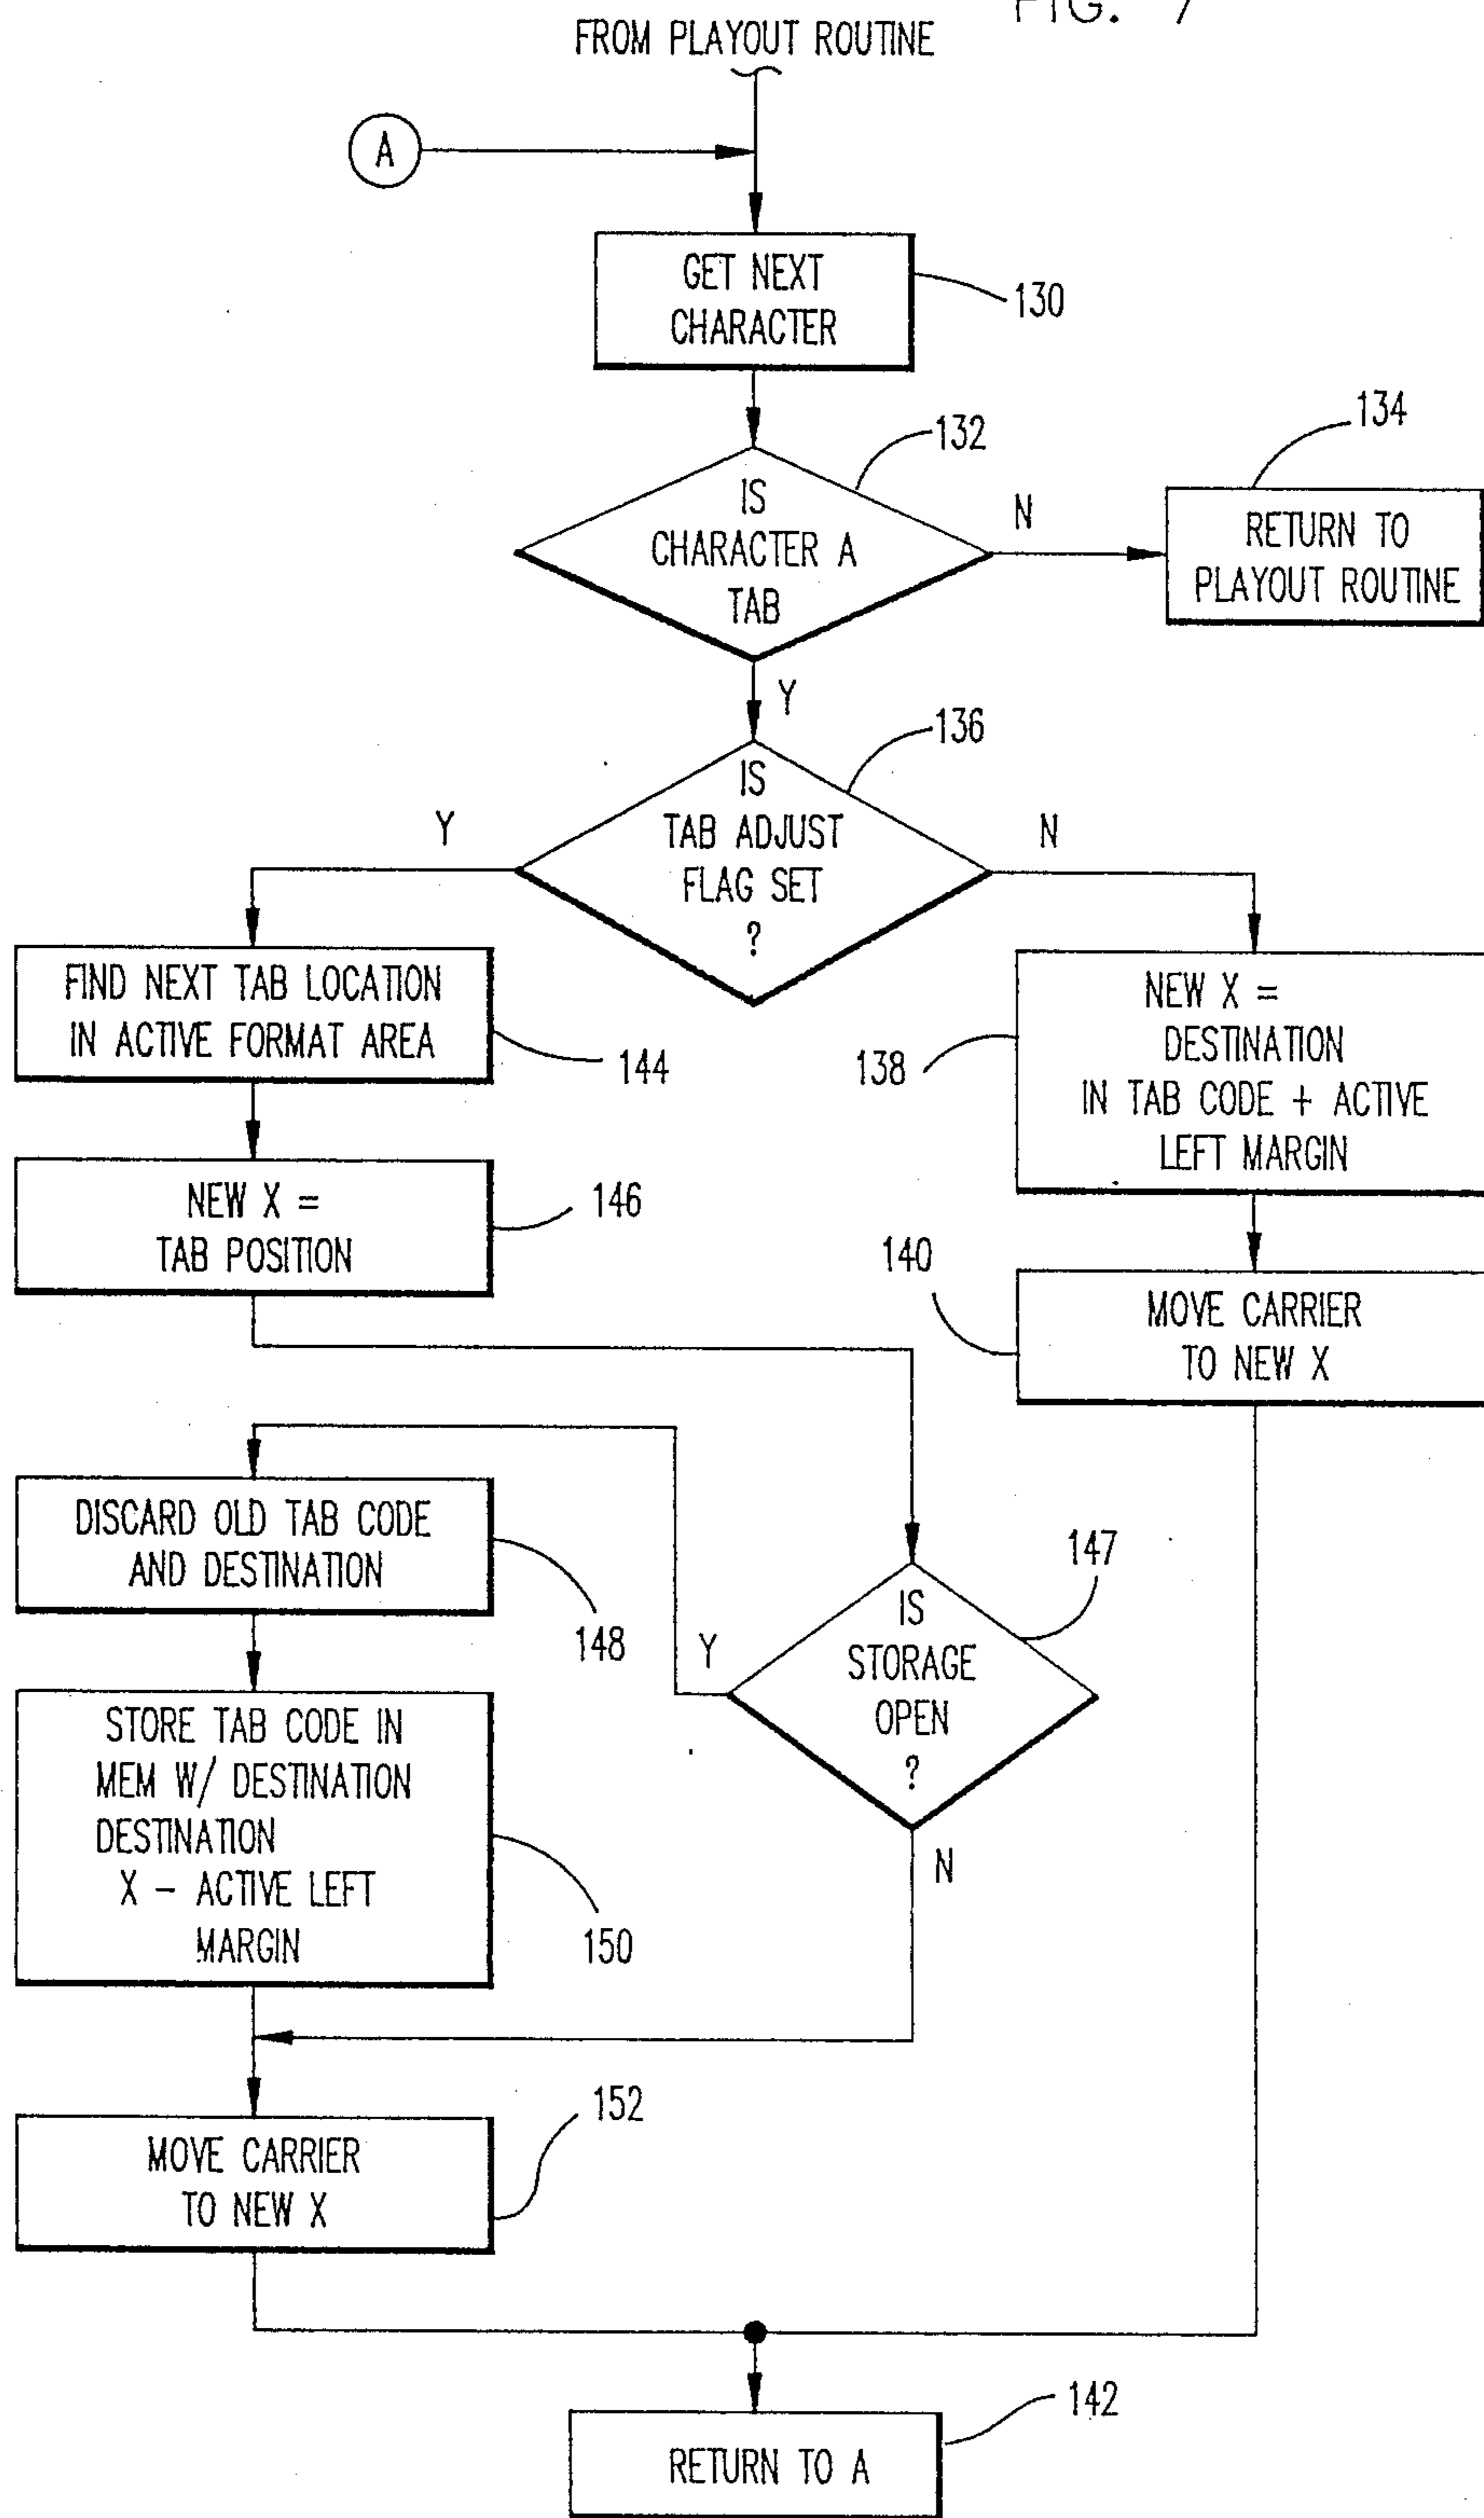 FIG. 7
FROM PLAYOUT ROUTINE
A
GET NEXT
CHARACTER
130
132
IS
CHARACTER A
TAB
N
134
RETURN TO
PLAYOUT ROUTINE
Y
136
IS
TAB ADJUST
FLAG SET
?
Y
N
FIND NEXT TAB LOCATION
IN ACTIVE FORMAT AREA
144
138
NEW X =
DESTINATION
IN TAB CODE + ACTIVE
LEFT MARGIN
NEW X =
TAB POSITION
146
140
MOVE CARRIER
TO NEW X
DISCARD OLD TAB CODE
AND DESTINATION
148
147
IS
STORAGE
OPEN
?
Y
N
STORE TAB CODE IN
MEM W/ DESTINATION
DESTINATION
X - ACTIVE LEFT
MARGIN
150
MOVE CARRIER
TO NEW X
152
142
RETURN TO A